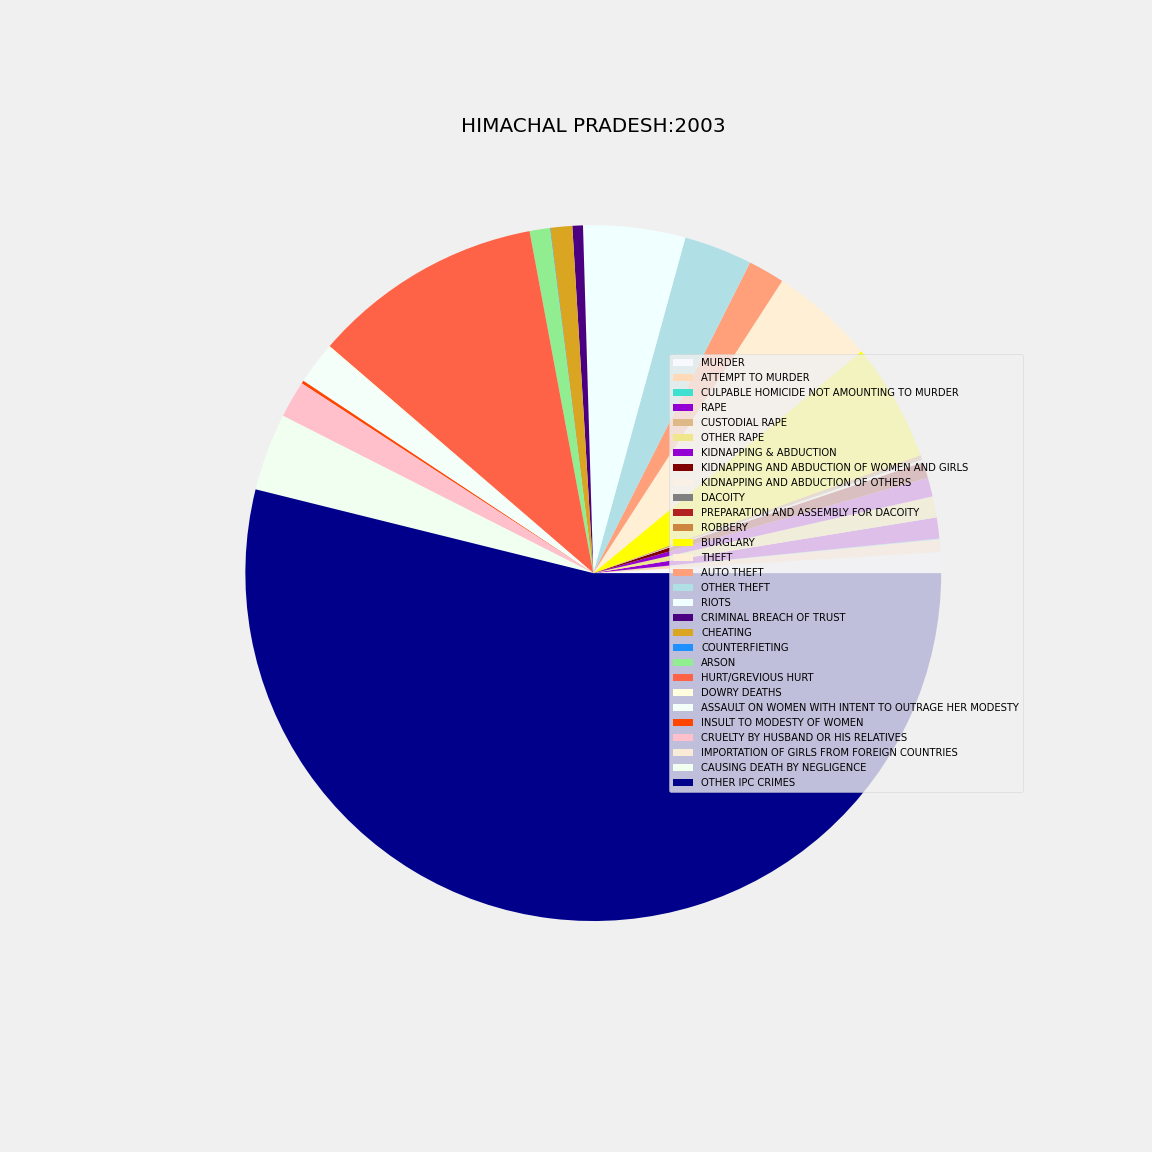 HIMACHAL PRADESH:2003
MURDER
ATTEMPT TO MURDER
CULPABLE HOMICIDE NOT AMOUNTING TO MURDER
RAPE
CUSTODIAL RAPE
OTHER RAPE
KIDNAPPING & ABDUCTION
KIDNAPPING AND ABDUCTION OF WOMEN AND GIRLS
KIDNAPPING AND ABDUCTION OF OTHERS
DACOITY
PREPARATION AND ASSEMBLY FOR DACOITY
ROBBERY
BURGLARY
THEFT
AUTO THEFT
OTHER THEFT
RIOTS
CRIMINAL BREACH OF TRUST
CHEATING
COUNTERFIETING
ARSON
HURT/GREVIOUS HURT
DOWRY DEATHS
ASSAULT ON WOMEN WITH INTENT TO OUTRAGE HER MODESTY
INSULT TO MODESTY OF WOMEN
CRUELTY BY HUSBAND OR HIS RELATIVES
IMPORTATION OF GIRLS FROM FOREIGN COUNTRIES
CAUSING DEATH BY NEGLIGENCE
OTHER IPC CRIMES